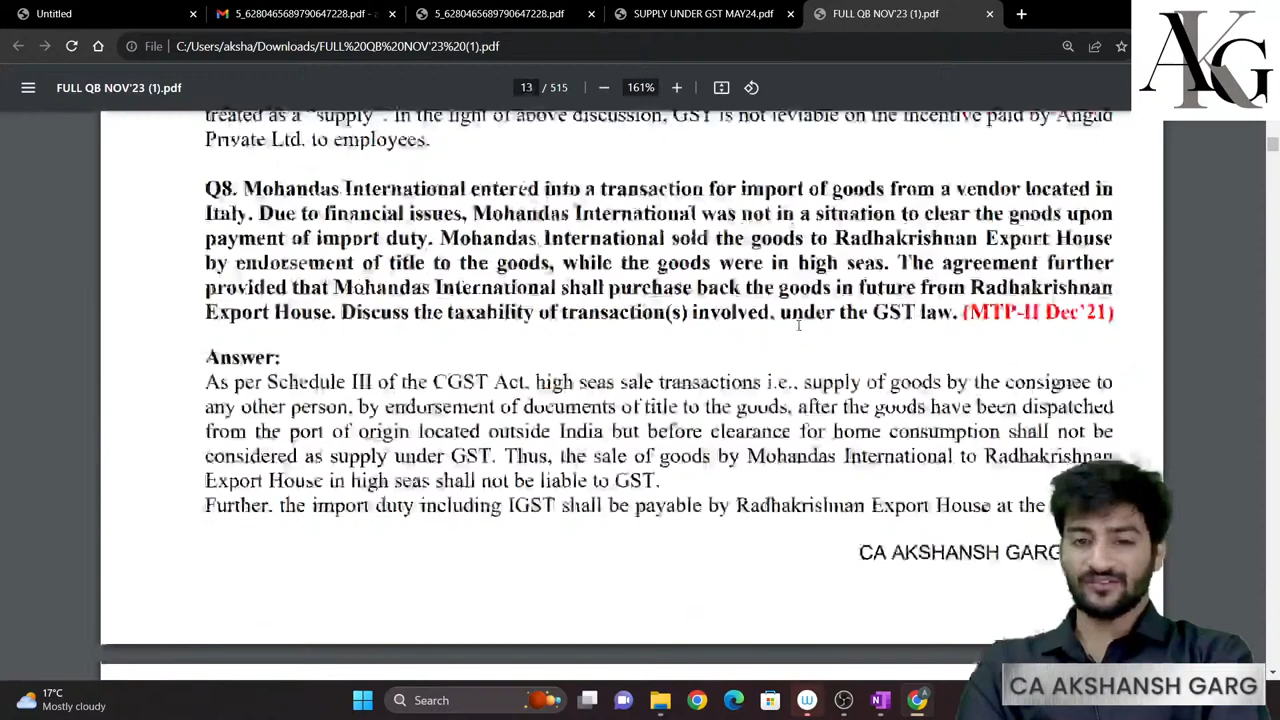 Untitled
5_6280465689790647228.pdf - a
5_6280465689790647228.pdf
SUPPLY UNDER GST MAY24.pdf
FULL QB NOV'23 (1).pdf
File
C:/Users/aksha/Downloads/FULL%20QB%20NOV'23%20(1).pdf
AKG
FULL QB NOV'23 (1).pdf
13 / 515
161%
treated as a "supply". In the light of above discussion, GST is not leviable on the incentive paid by Angad
Private Ltd. to employees.
Q8. Mohandas International entered into a transaction for import of goods from a vendor located in
Italy. Due to financial issues, Mohandas International was not in a situation to clear the goods upon
payment of import duty. Mohandas International sold the goods to Radhakrishnan Export House
by endorsement of title to the goods, while the goods were in high seas. The agreement further
provided that Mohandas International shall purchase back the goods in future from Radhakrishnan
Export House. Discuss the taxability of transaction(s) involved, under the GST law. (MTP-II Dec'21)
Answer:
As per Schedule III of the CGST Act, high seas sale transactions i.e., supply of goods by the consignee to
any other person, by endorsement of documents of title to the goods, after the goods have been dispatched
from the port of origin located outside India but before clearance for home consumption shall not be
considered as supply under GST. Thus, the sale of goods by Mohandas International to Radhakrishnan
Export House in high seas shall not be liable to GST.
Further, the import duty including IGST shall be payable by Radhakrishnan Export House at the
CA AKSHANSH GARG
CA AKSHANSH GARG
17°C
Mostly cloudy
Search